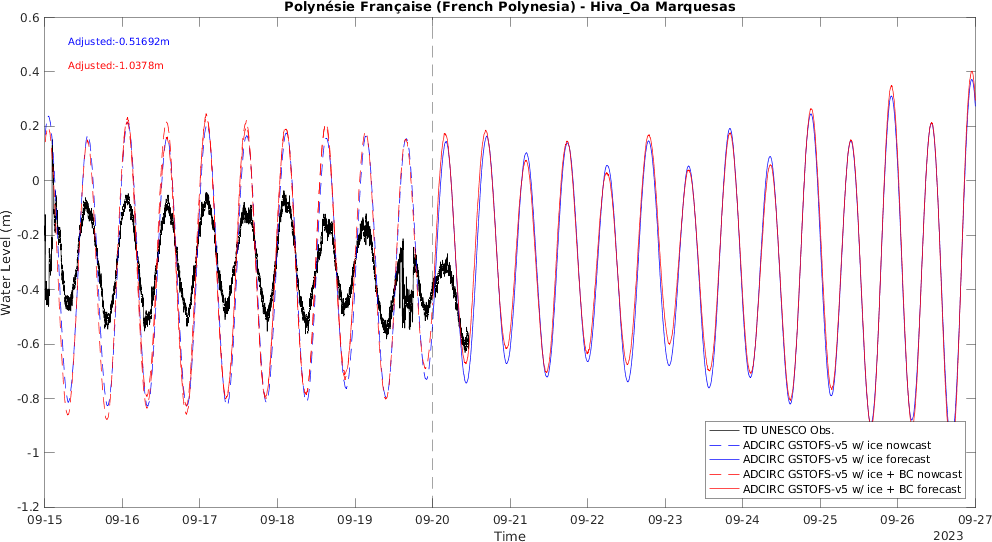 Polynésie Française (French Polynesia) - Hiva_Oa Marquesas
Adjusted:-0.51692m
Adjusted:-1.0378m
0.6
0.4
0.2
0
-0.2
-0.4
-0.6
-0.8
-1
-1.2
Water Level (m)
TD UNESCO Obs.
ADCIRC GSTOFS-v5 w/ ice nowcast
ADCIRC GSTOFS-v5 w/ ice forecast
ADCIRC GSTOFS-v5 w/ ice + BC nowcast
ADCIRC GSTOFS-v5 w/ ice + BC forecast
09-15 09-16 09-17 09-18 09-19 09-20 09-21 09-22 09-23 09-24 09-25 09-26 09-27
Time
2023